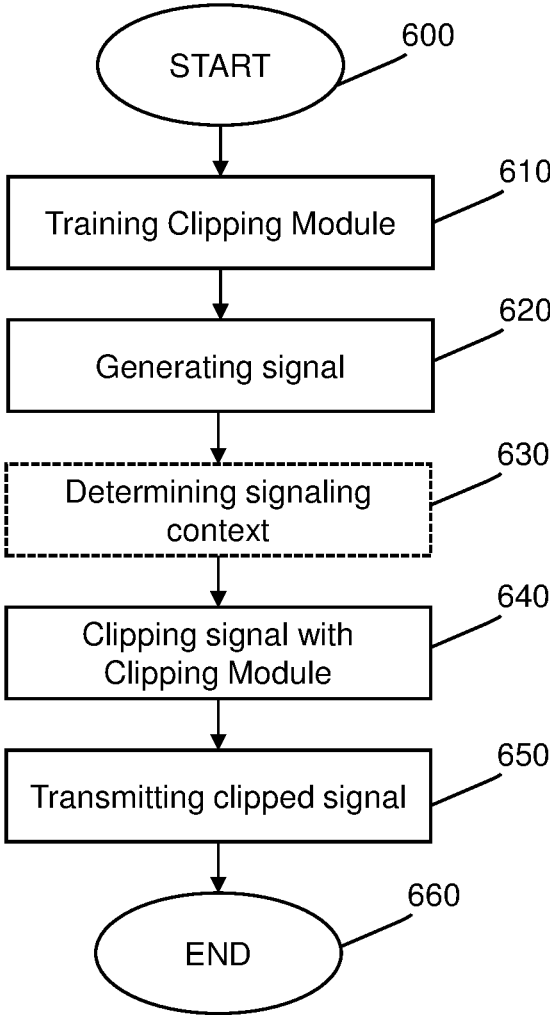 START
600
610
Training Clipping Module
620
Generating signal
630
Determining signaling
context
640
Clipping signal with
Clipping Module
650
Transmitting clipped signal
660
END